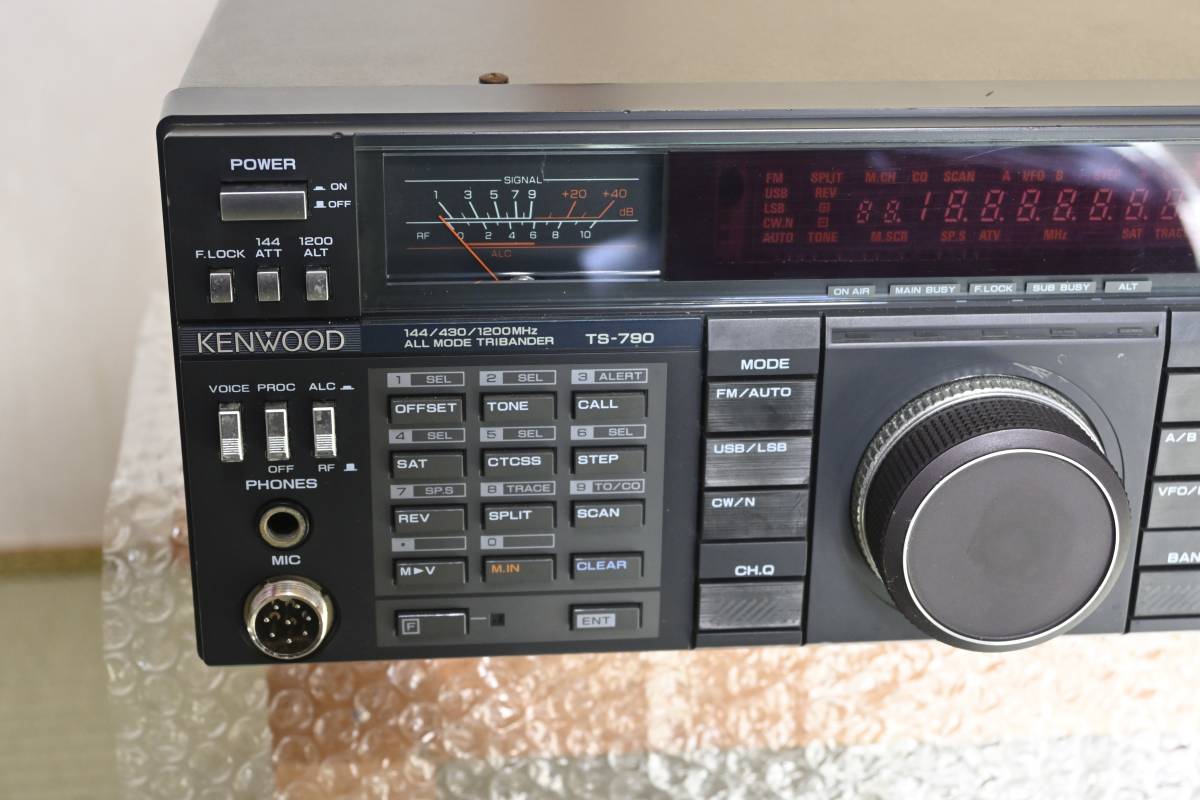 POWER
ON
OFF
F.LOCK 144 ATT 1200 ALT
SIGNAL
1 3 5 7 9 +20 +40 dB
RF 0 2 4 6 8 10
ALC
FM SPLIT M.CH CQ SCAN A VFO B STEP
USB REV
LSB
CW.N
AUTO TONE M.SCR SP.S ATV MHz SAT TRAC
ON AIR MAIN BUSY F.LOCK SUB BUSY ALT
KENWOOD
144/430/1200MHz
ALL MODE TRIBANDER TS-790
VOICE PROC ALC
OFF RF
PHONES
MIC
1 SEL 2 SEL 3 ALERT
OFFSET TONE CALL
4 SEL 5 SEL 6 SEL
SAT CTCSS STEP
7 SP.S 8 TRACE 9 TO/CO
REV SPLIT SCAN
• 0
M►V M.IN CLEAR
F ENT
MODE
FM/AUTO
USB/LSB
CW/N
CH.Q
A/B
VFO/
BAN